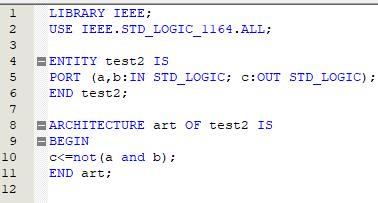 1 LIBRARY IEEE;
2 USE IEEE.STD_LOGIC_1164.ALL;
3
4 ENTITY test2 IS
5 PORT (a,b:IN STD_LOGIC; c:OUT STD_LOGIC);
6 END test2;
7
8 ARCHITECTURE art OF test2 IS
9 BEGIN
10 c<=not(a and b);
11 END art;
12